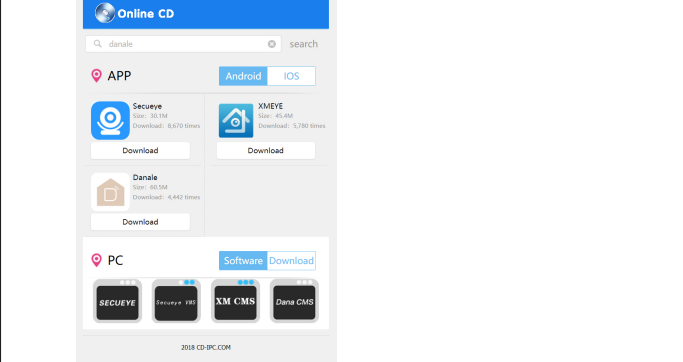 Online CD
danale
search
APP
Android
IOS
Secueye
Size: 38.1M
Download: 8,670 times
Download
XMEYE
Size: 45.4M
Download: 5,780 times
Download
Danale
Size: 60.5M
Download: 4,442 times
Download
PC
Software
Download
SECUEYE
Secueye VMS
XM CMS
Dana CMS
2018 CD-IPC.COM